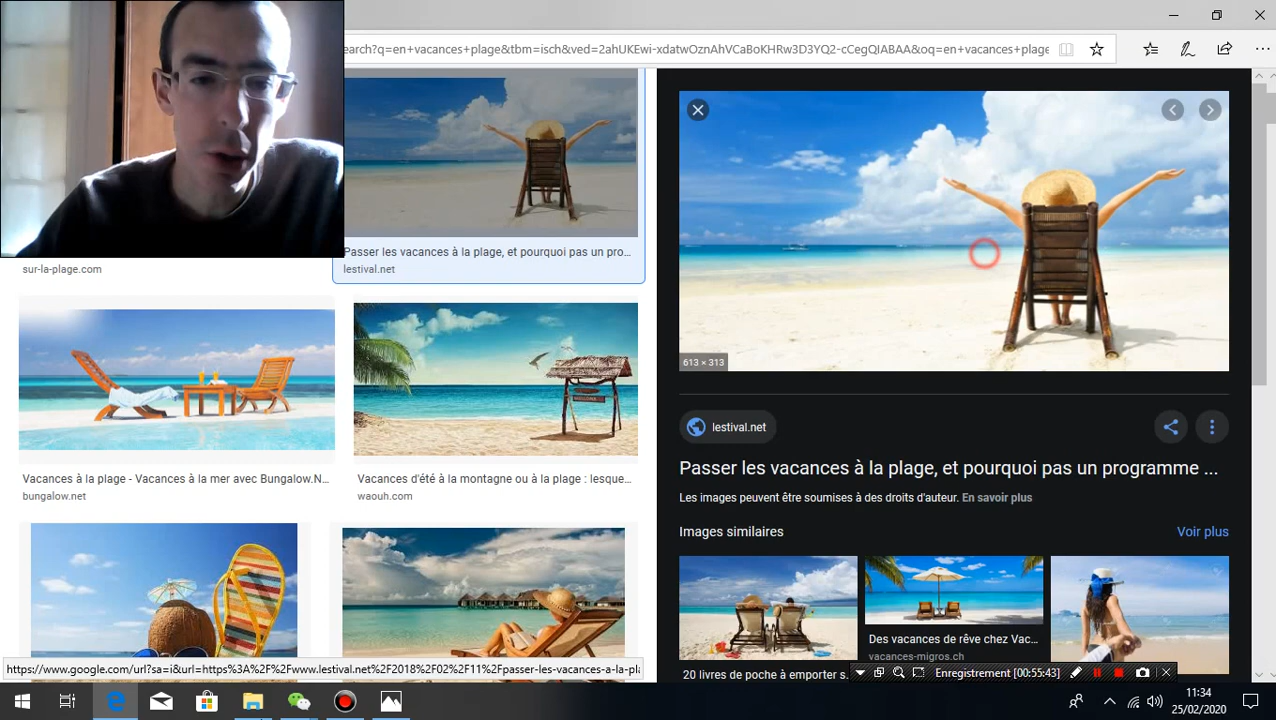 earch?q=en+vacances+plage&tbm=isch&ved=2ahUKEwi-xdatwOznAhVCaBoKHRw3D3YQ2-cCegQIABAA&oq=en+vacances+plage
sur-la-plage.com
Passer les vacances à la plage, et pourquoi pas un pro...
lestival.net
WELCOME
Vacances à la plage - Vacances à la mer avec Bungalow.N...
bungalow.net
Vacances d'été à la montagne ou à la plage : lesque...
waouh.com
https://www.google.com/url?sa=i&url=https%3A%2F%2Fwww.lestival.net%2F2018%2F02%2F11%2Fpasser-les-vacances-a-la-pla
613 × 313
lestival.net
Passer les vacances à la plage, et pourquoi pas un programme ...
Les images peuvent être soumises à des droits d'auteur. En savoir plus
Images similaires
Voir plus
Des vacances de rêve chez Vac...
vacances-migros.ch
20 livres de poche à emporter s.
Enregistrement [00:55:43]
11:34
25/02/2020